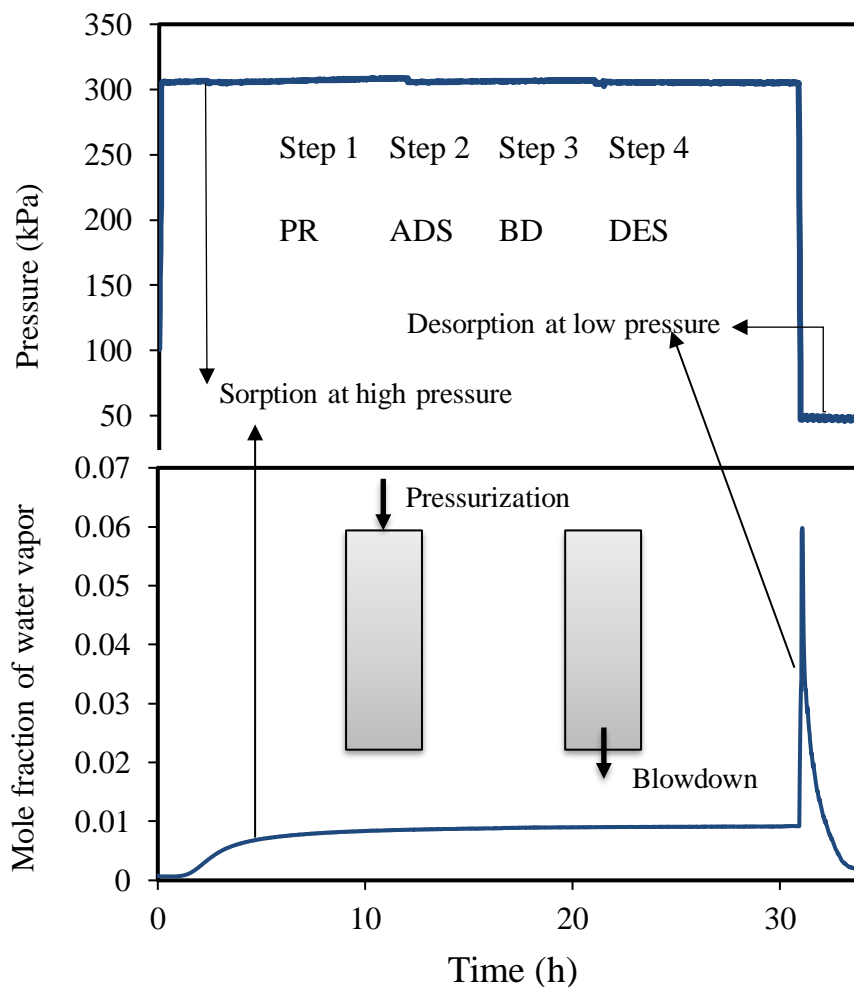 350
300
250
200
150
100
50
Pressure (kPa)
Step 1 Step 2 Step 3 Step 4
PR ADS BD DES
Desorption at low pressure
Sorption at high pressure
0.07
0.06
0.05
0.04
0.03
0.02
0.01
0
Mole fraction of water vapor
Pressurization
Blowdown
0 10 20 30
Time (h)